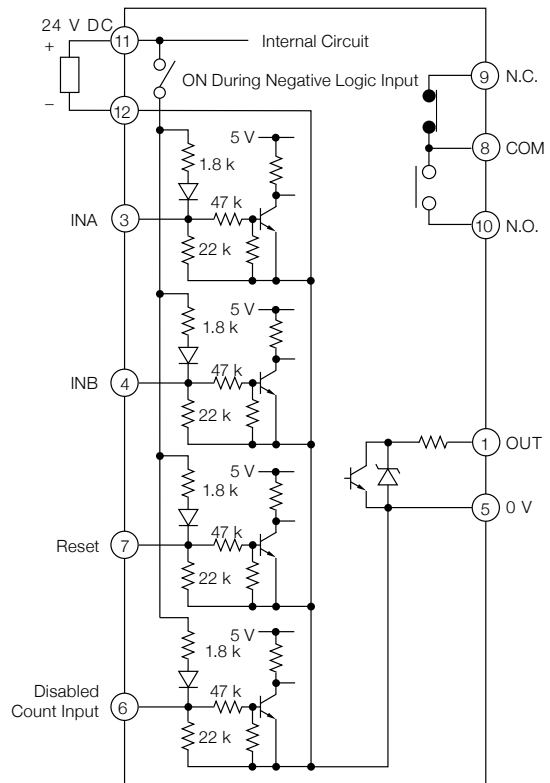 24 V DC
+
−
11
Internal Circuit
ON During Negative Logic Input
12
9
N.C.
8
COM
10
N.O.
5 V
1.8 k
47 k
INA
3
22 k
5 V
1.8 k
47 k
INB
4
22 k
1
OUT
5
0 V
5 V
1.8 k
47 k
Reset
7
22 k
5 V
1.8 k
47 k
Disabled
Count Input
6
22 k